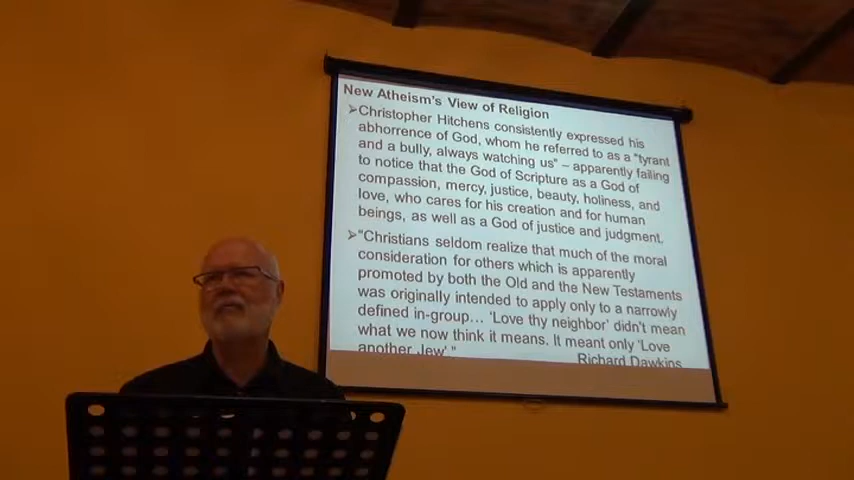 New Atheism's View of Religion
➢Christopher Hitchens consistently expressed his
abhorrence of God, whom he referred to as a "tyrant
and a bully, always watching us" – apparently failing
to notice that the God of Scripture as a God of
compassion, mercy, justice, beauty, holiness, and
love, who cares for his creation and for human
beings, as well as a God of justice and judgment.
➢"Christians seldom realize that much of the moral
consideration for others which is apparently
promoted by both the Old and the New Testaments
was originally intended to apply only to a narrowly
defined in-group… 'Love thy neighbor' didn't mean
what we now think it means. It meant only 'Love
another Jew'." Richard Dawkins